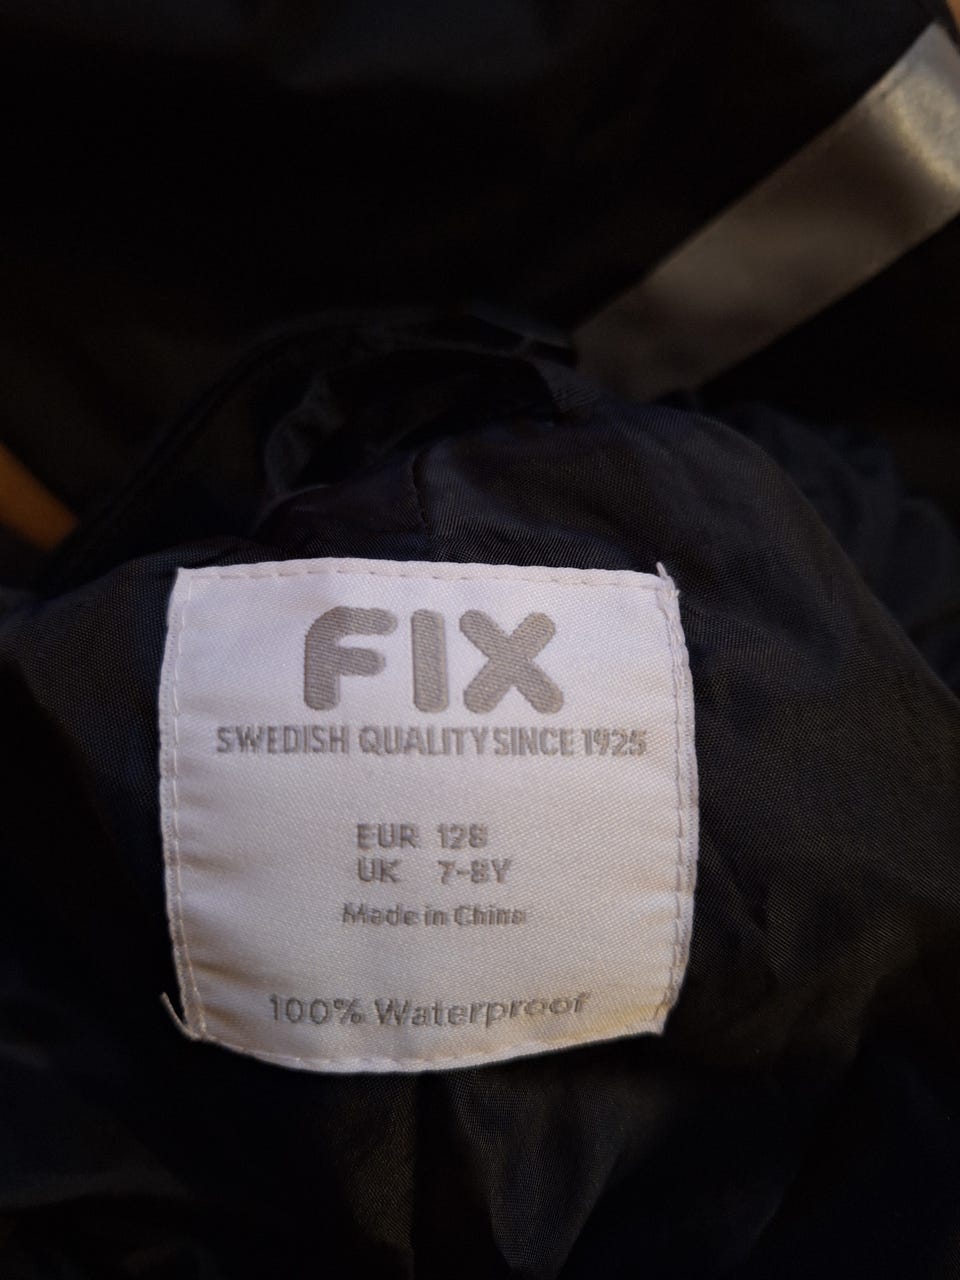 FIX
SWEDISH QUALITY SINCE 1925
EUR 128
UK 7-8Y
Made in China
100% Waterproof